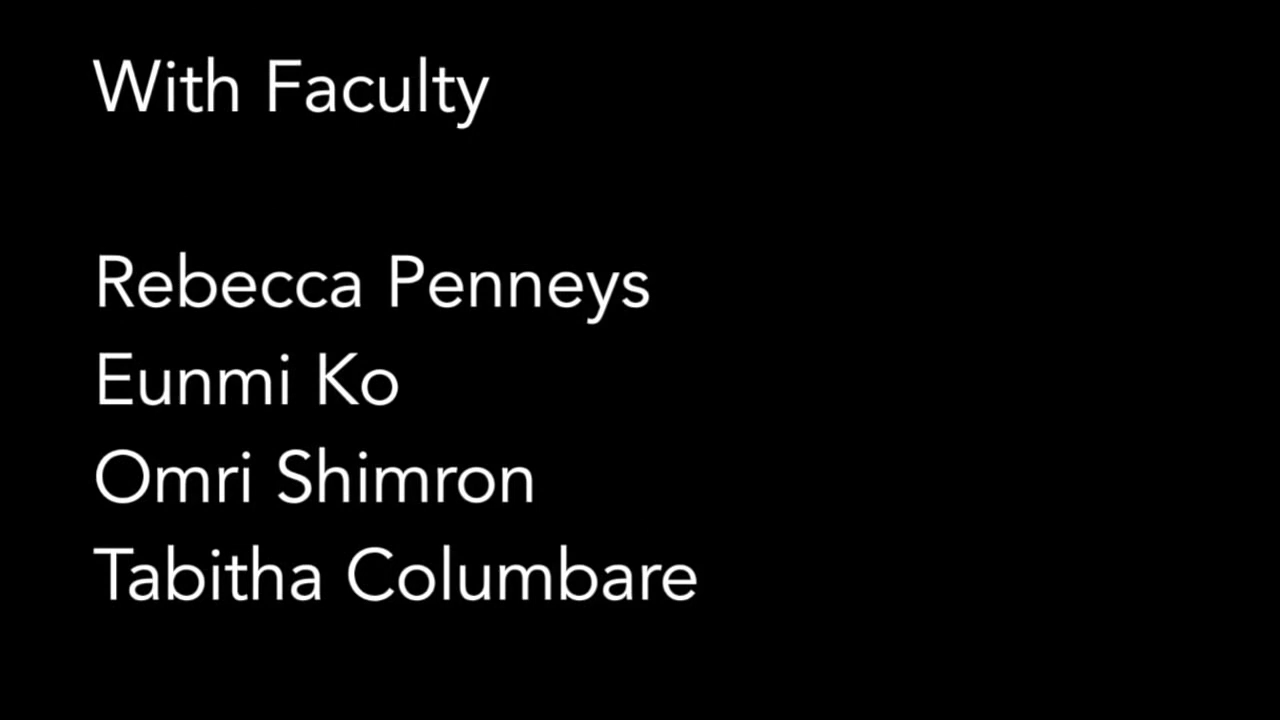 With Faculty
Rebecca Penneys
Eunmi Ko
Omri Shimron
Tabitha Columbare